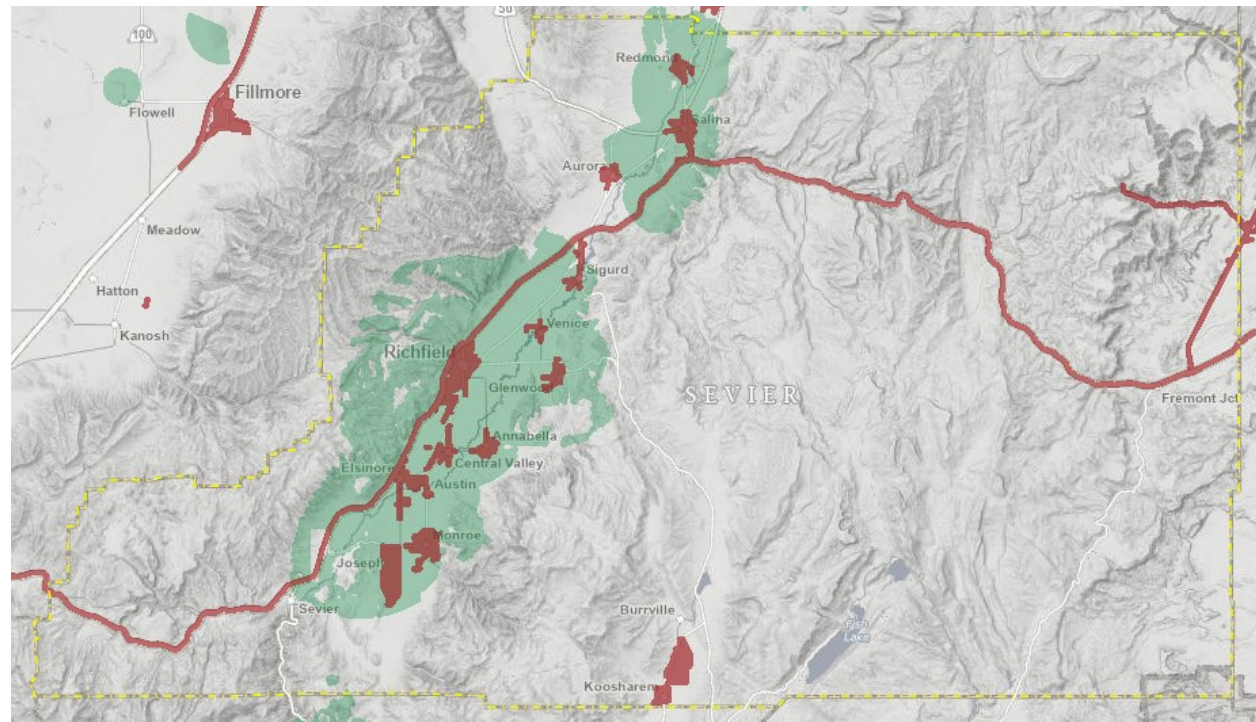 50
100
Redmond
Fillmore
Flowell
Salina
Aurora
Meadow
Sigurd
Hatton
Venice
Kanosh
Richfield
Glenwood
SEVIER
Fremont Jct
Annabella
Elsinore
Central Valley
Austin
Monroe
Joseph
Sevier
Burrville
Fish
Lake
Koosharem